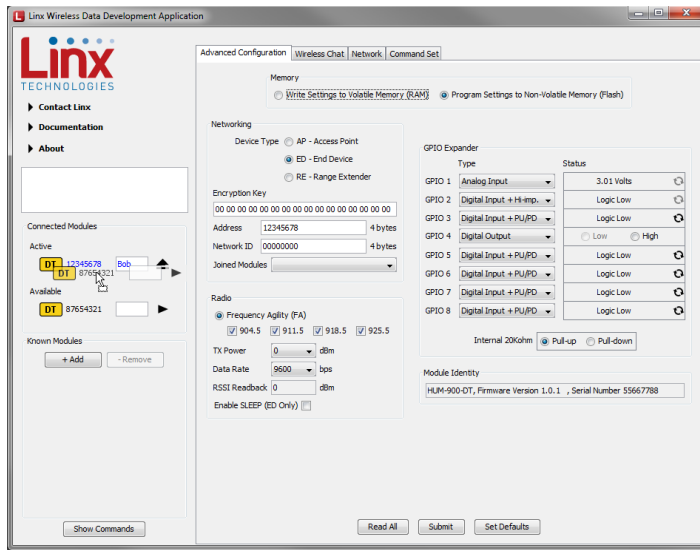 Linx Wireless Data Development Application
Linx
TECHNOLOGIES
Contact Linx
Documentation
About
Connected Modules
Active
DT 12345678 Bob
DT 87654321
Available
DT 87654321
Known Modules
+ Add - Remove
Show Commands
Advanced Configuration Wireless Chat Network Command Set
Memory
Write Settings to Volatile Memory (RAM) Program Settings to Non-Volatile Memory (Flash)
Networking
Device Type AP - Access Point
ED - End Device
RE - Range Extender
Encryption Key
00 00 00 00 00 00 00 00 00 00 00 00 00 00 00 00
Address 12345678 4 bytes
Network ID 00000000 4 bytes
Joined Modules
Radio
Frequency Agility (FA)
904.5 911.5 918.5 925.5
TX Power 0 dBm
Data Rate 9600 bps
RSSI Readback 0 dBm
Enable SLEEP (ED Only)
GPIO Expander
Type Status
GPIO 1 Analog Input 3.01 Volts
GPIO 2 Digital Input + Hi-imp. Logic Low
GPIO 3 Digital Input + PU/PD Logic Low
GPIO 4 Digital Output Low High
GPIO 5 Digital Input + PU/PD Logic Low
GPIO 6 Digital Input + PU/PD Logic Low
GPIO 7 Digital Input + PU/PD Logic Low
GPIO 8 Digital Input + PU/PD Logic Low
Internal 20Kohm Pull-up Pull-down
Module Identity
HUM-900-DT, Firmware Version 1.0.1 , Serial Number 55667788
Read All Submit Set Defaults